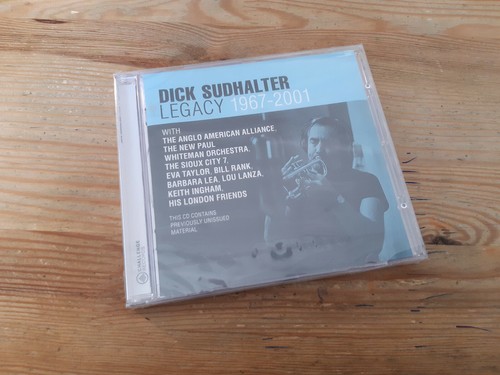 DICK SUDHALTER
LEGACY 1967-2001
WITH
THE ANGLO AMERICAN ALLIANCE,
THE NEW PAUL
WHITEMAN ORCHESTRA,
THE SIOUX CITY 7,
EVA TAYLOR, BILL RANK,
BARBARA LEA, LOU LANZA,
KEITH INGHAM,
HIS LONDON FRIENDS
THIS CD CONTAINS
PREVIOUSLY UNISSUED
MATERIAL
CHALLENGE
RECORDS